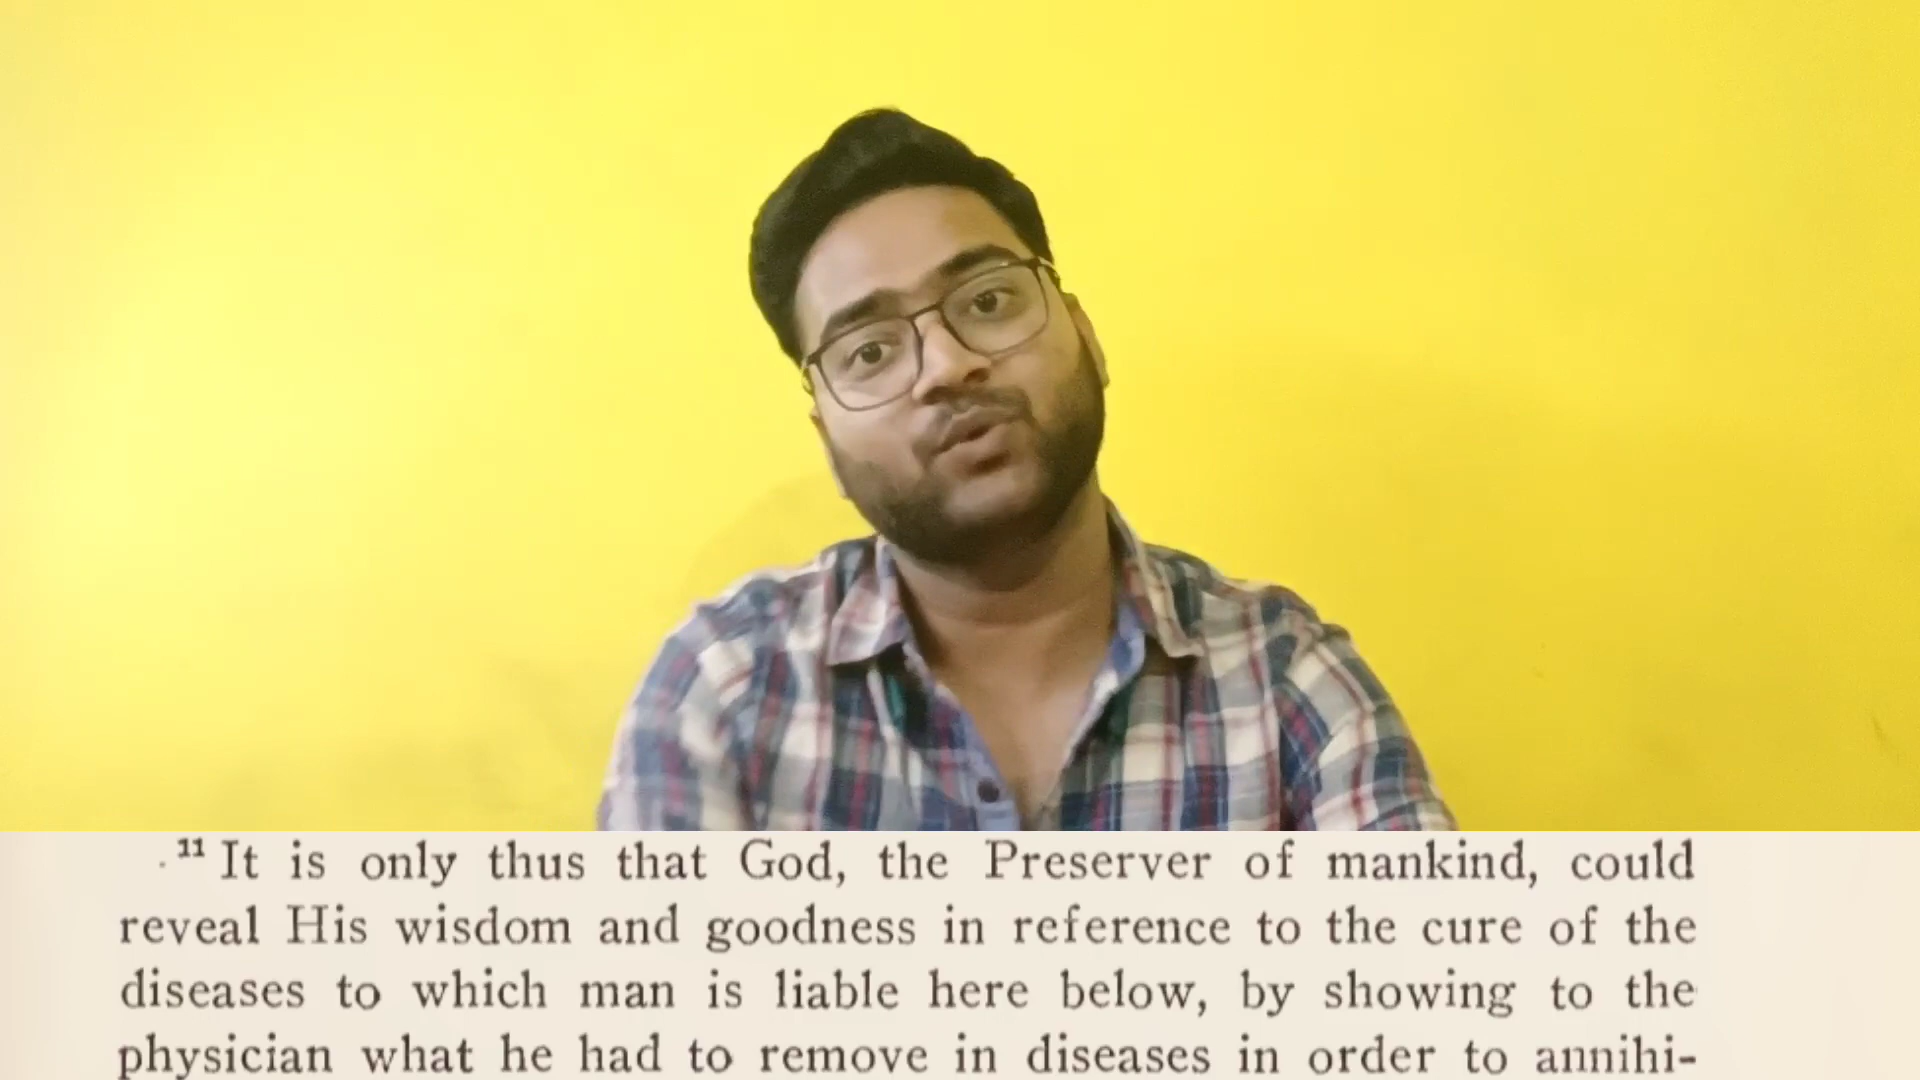 ¹¹ It is only thus that God, the Preserver of mankind, could
reveal His wisdom and goodness in reference to the cure of the
diseases to which man is liable here below, by showing to the
physician what he had to remove in diseases in order to annihi-